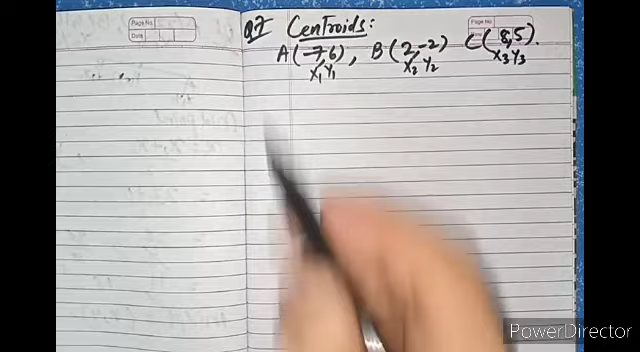 Page No.
Date
Page No.
Q7 Centroids:
A(-7,6), B(2,-2) C(8,5).
X₁ Y₁ X₂ Y₂ X₃ Y₃
PowerDirector